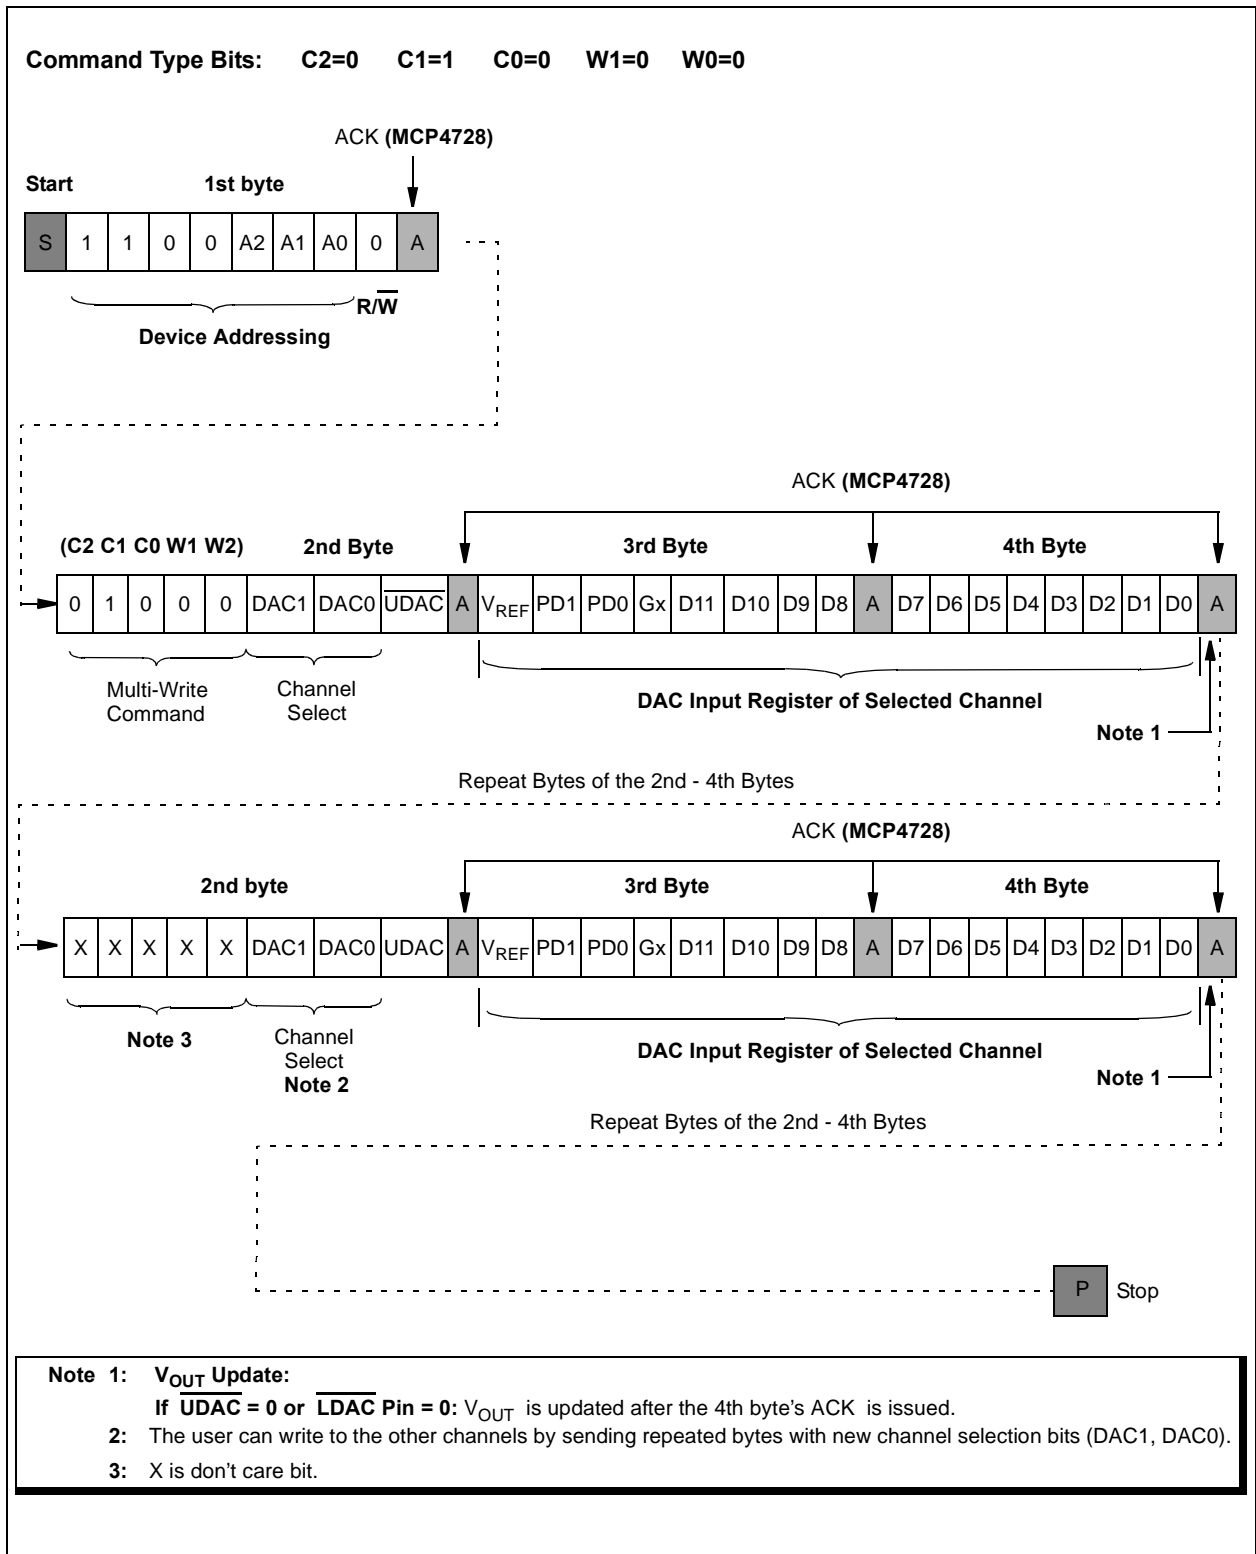 Command Type Bits: C2=0 C1=1 C0=0 W1=0 W0=0
ACK (MCP4728)
Start 1st byte
S 1 1 0 0 A2 A1 A0 0 A
R/W̅
Device Addressing
ACK (MCP4728)
(C2 C1 C0 W1 W2) 2nd Byte 3rd Byte 4th Byte
0 1 0 0 0 DAC1 DAC0 U̅D̅A̅C̅ A VREF PD1 PD0 Gx D11 D10 D9 D8 A D7 D6 D5 D4 D3 D2 D1 D0 A
Multi-Write Channel
Command Select
DAC Input Register of Selected Channel
Note 1
Repeat Bytes of the 2nd - 4th Bytes
ACK (MCP4728)
2nd byte 3rd Byte 4th Byte
X X X X X DAC1 DAC0 UDAC A VREF PD1 PD0 Gx D11 D10 D9 D8 A D7 D6 D5 D4 D3 D2 D1 D0 A
Note 3
Channel
Select
Note 2
DAC Input Register of Selected Channel
Note 1
Repeat Bytes of the 2nd - 4th Bytes
P Stop
Note 1: VOUT Update:
If U̅D̅A̅C̅ = 0 or L̅D̅A̅C̅ Pin = 0: VOUT is updated after the 4th byte's ACK is issued.
2: The user can write to the other channels by sending repeated bytes with new channel selection bits (DAC1, DAC0).
3: X is don't care bit.